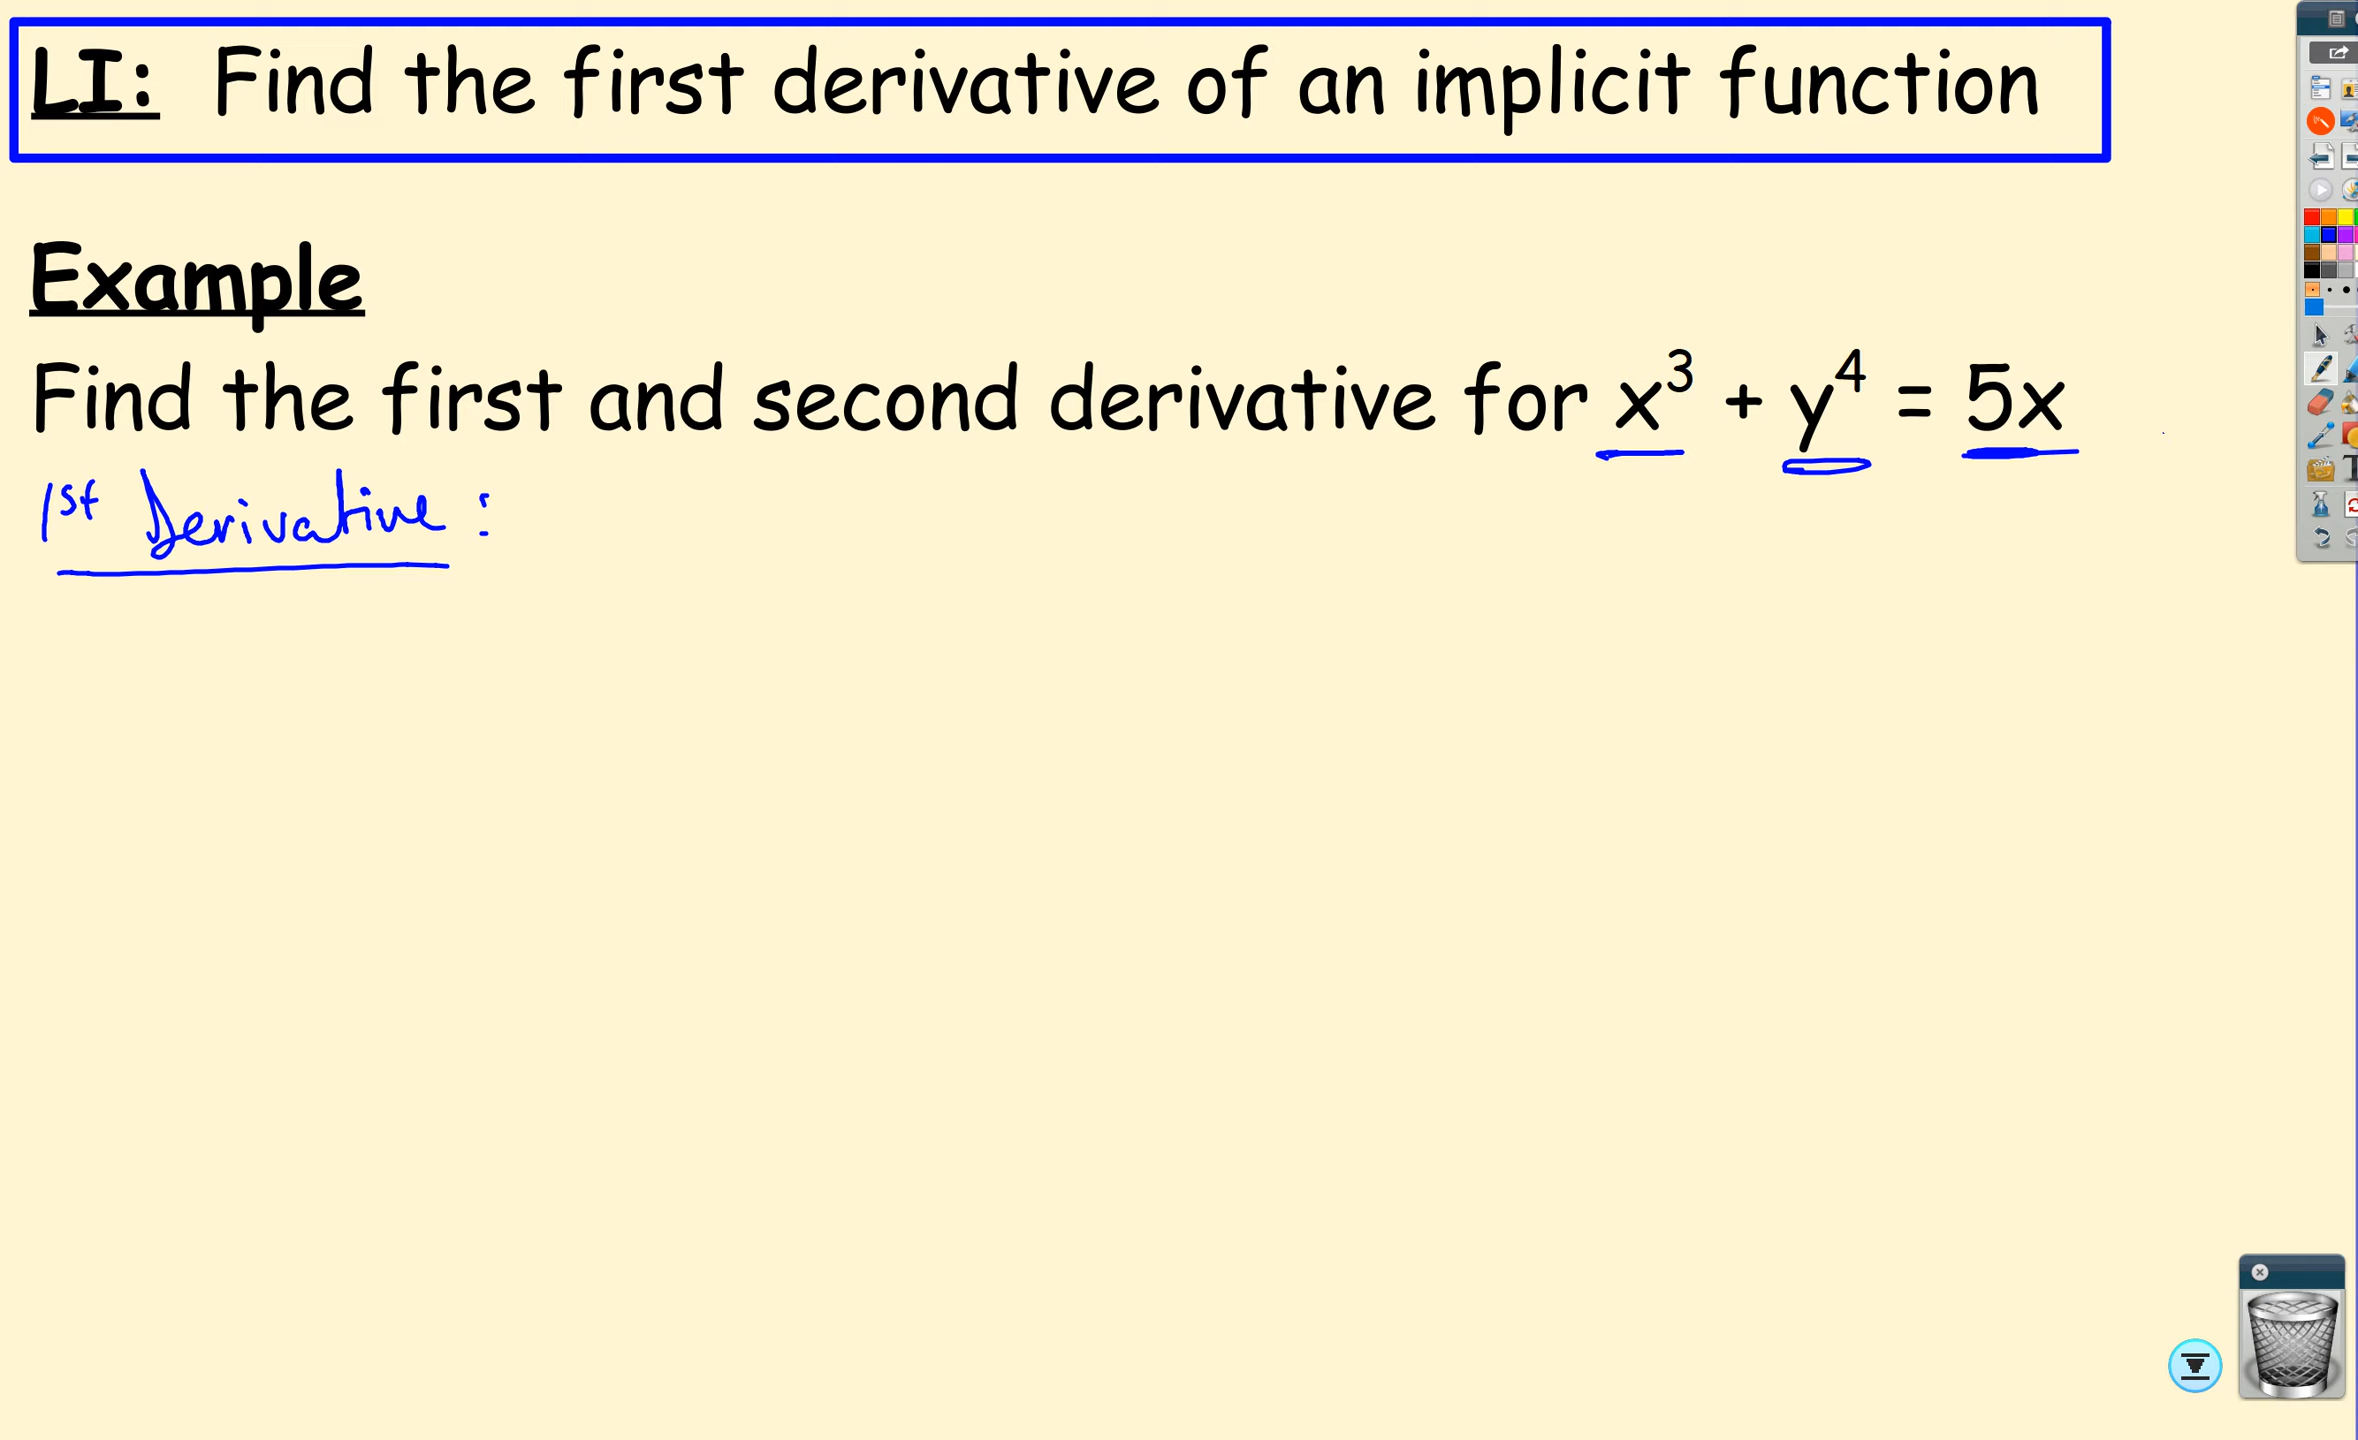 LI: Find the first derivative of an implicit function
Example
Find the first and second derivative for x³ + y⁴ = 5x
1st Derivative :